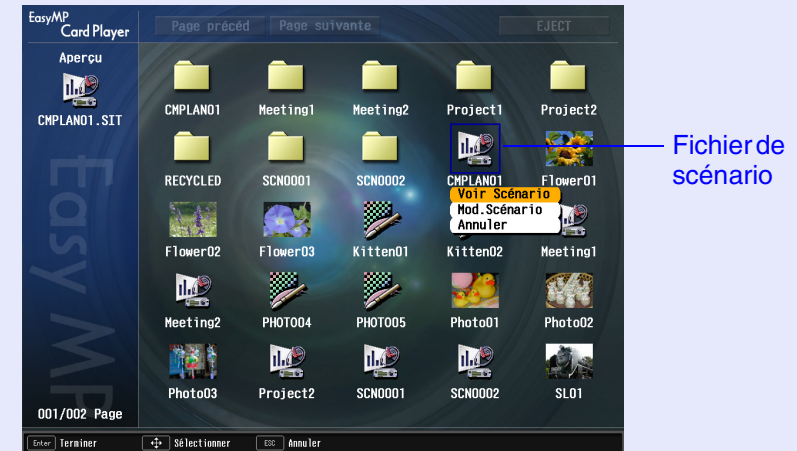 EasyMP
Card Player
Page précéd
Page suivante
EJECT
Aperçu
CMPLANO1.SIT
CMPLANO1
Meeting1
Meeting2
Project1
Project2
RECYCLED
SCN0001
SCN0002
CMPLANO1
Flower01
Voir Scénario
Mod.Scénario
Annuler
Flower02
Flower03
Kitten01
Kitten02
Meeting1
Meeting2
PHOTO04
PHOTO05
Photo01
Photo02
Photo03
Project2
SCN0001
SCN0002
SL01
Easy MP
001/002 Page
Enter Terminer
Sélectionner
ESC Annuler
Fichier de
scénario